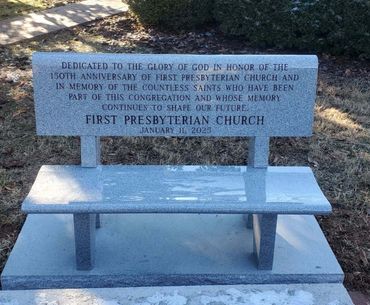 DEDICATED TO THE GLORY OF GOD IN HONOR OF THE
150TH ANNIVERSARY OF FIRST PRESBYTERIAN CHURCH AND
IN MEMORY OF THE COUNTLESS SAINTS WHO HAVE BEEN
PART OF THIS CONGREGATION AND WHOSE MEMORY
CONTINUES TO SHAPE OUR FUTURE.
FIRST PRESBYTERIAN CHURCH
JANUARY 11, 2025